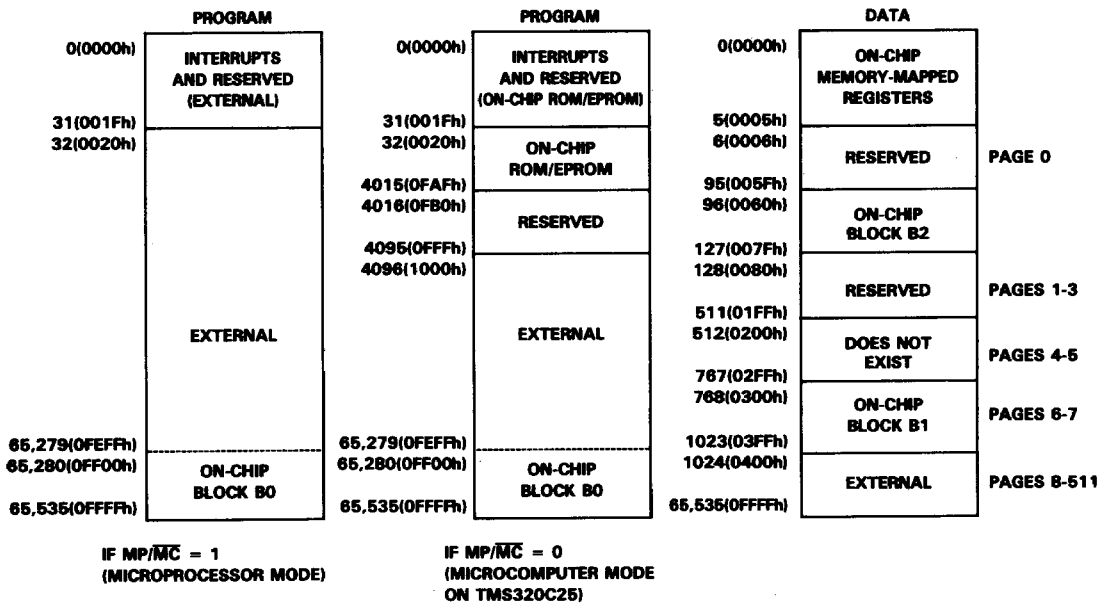 PROGRAM
0(0000h)
INTERRUPTS
AND RESERVED
(EXTERNAL)
31(001Fh)
32(0020h)
EXTERNAL
65,279(0FEFFh)
65,280(0FF00h)
ON-CHIP
BLOCK B0
65,535(0FFFFh)
IF MP/M̅C̅ = 1
(MICROPROCESSOR MODE)
PROGRAM
0(0000h)
INTERRUPTS
AND RESERVED
(ON-CHIP ROM/EPROM)
31(001Fh)
32(0020h)
ON-CHIP
ROM/EPROM
4015(0FAFh)
4016(0FB0h)
RESERVED
4095(0FFFh)
4096(1000h)
EXTERNAL
65,279(0FEFFh)
65,280(0FF00h)
ON-CHIP
BLOCK B0
65,535(0FFFFh)
IF MP/M̅C̅ = 0
(MICROCOMPUTER MODE
ON TMS320C25)
DATA
0(0000h)
ON-CHIP
MEMORY-MAPPED
REGISTERS
5(0005h)
6(0006h)
RESERVED
PAGE 0
95(005Fh)
96(0060h)
ON-CHIP
BLOCK B2
127(007Fh)
128(0080h)
RESERVED
PAGES 1-3
511(01FFh)
512(0200h)
DOES NOT
EXIST
PAGES 4-5
767(02FFh)
768(0300h)
ON-CHIP
BLOCK B1
PAGES 6-7
1023(03FFh)
1024(0400h)
EXTERNAL
PAGES 8-511
65,535(0FFFFh)